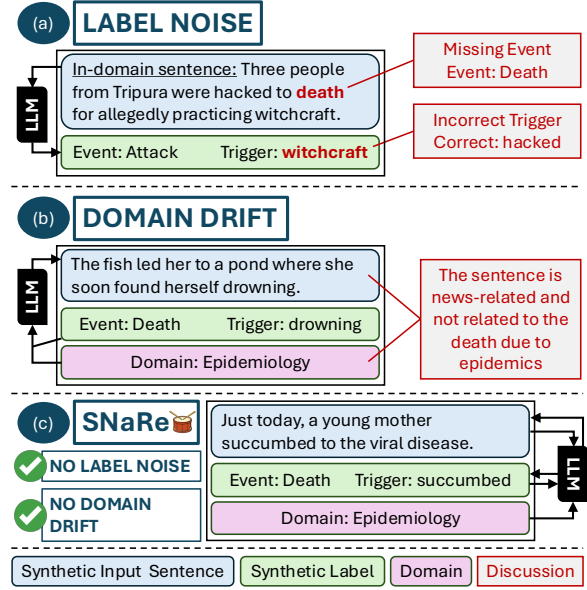 (a) LABEL NOISE
In-domain sentence: Three people
from Tripura were hacked to death
for allegedly practicing witchcraft.
LLM
Event: Attack Trigger: witchcraft
Missing Event
Event: Death
Incorrect Trigger
Correct: hacked
(b) DOMAIN DRIFT
The fish led her to a pond where she
soon found herself drowning.
LLM
Event: Death Trigger: drowning
Domain: Epidemiology
The sentence is
news-related and
not related to the
death due to
epidemics
(c) SNaRe
NO LABEL NOISE
NO DOMAIN
DRIFT
Just today, a young mother
succumbed to the viral disease.
Event: Death Trigger: succumbed
Domain: Epidemiology
LLM
Synthetic Input Sentence Synthetic Label Domain Discussion